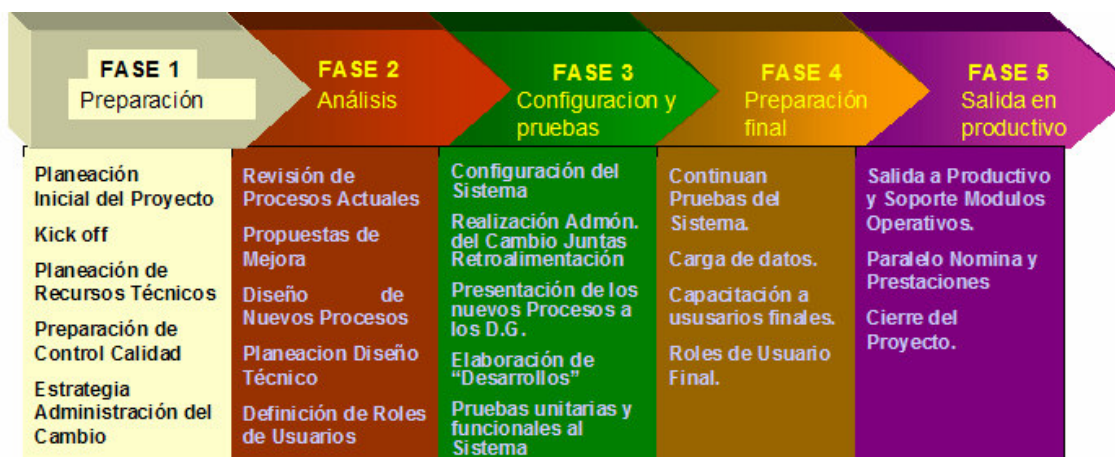 FASE 1
Preparación
FASE 2
Análisis
FASE 3
Configuracion y
pruebas
FASE 4
Preparación
final
FASE 5
Salida en
productivo
Planeación
Inicial del Proyecto
Kick off
Planeación de
Recursos Técnicos
Preparación de
Control Calidad
Estrategia
Administración del
Cambio
Revisión de
Procesos Actuales
Propuestas de
Mejora
Diseño de
Nuevos Procesos
Planeacion Diseño
Técnico
Definición de Roles
de Usuarios
Configuración del
Sistema
Realización Admón.
del Cambio Juntas
Retroalimentación
Presentación de los
nuevos Procesos a
los D.G.
Elaboración de
“Desarrollos”
Pruebas unitarias y
funcionales al
Sistema
Continuan
Pruebas del
Sistema.
Carga de datos.
Capacitación a
ususarios finales.
Roles de Usuario
Final.
Salida a Productivo
y Soporte Modulos
Operativos.
Paralelo Nomina y
Prestaciones
Cierre del
Proyecto.